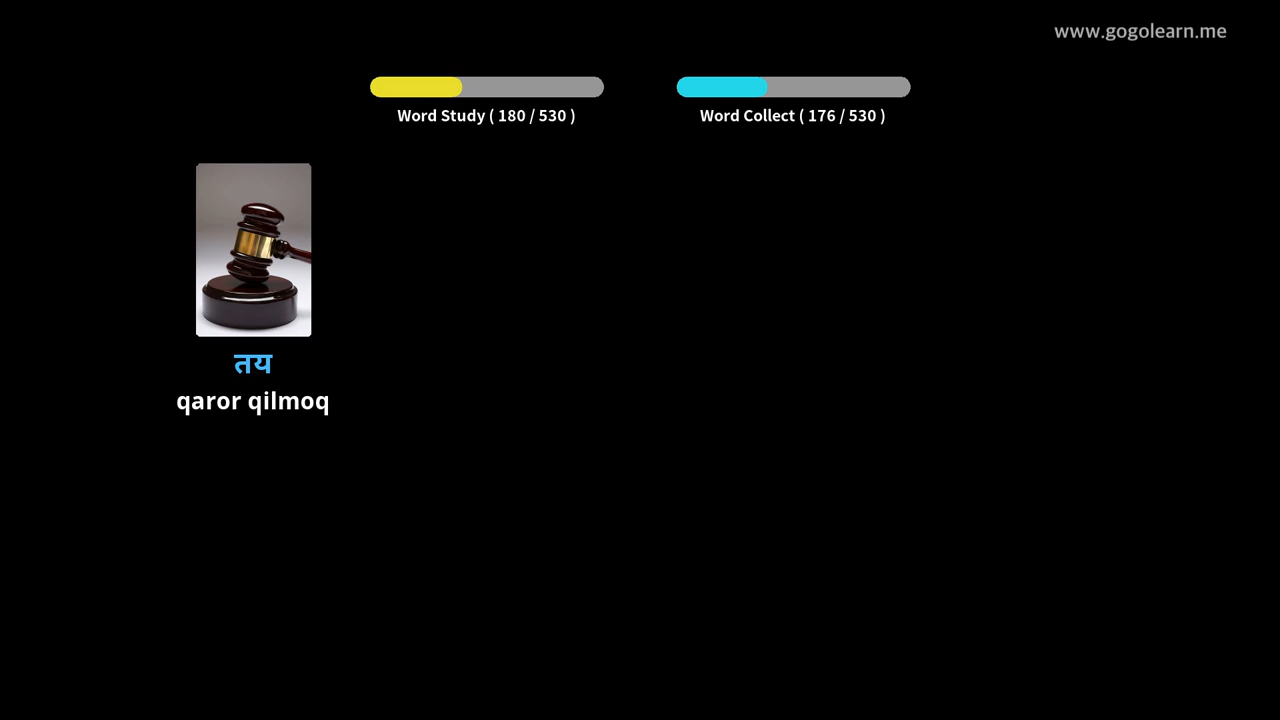 www.gogolearn.me
Word Study ( 180 / 530 )
Word Collect ( 176 / 530 )
तय
qaror qilmoq